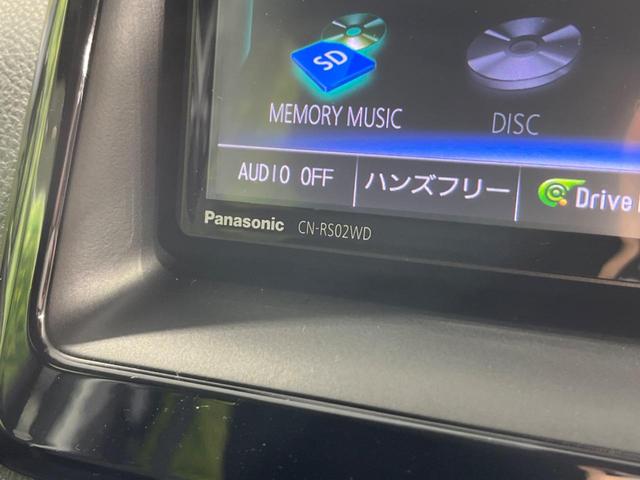 SD
MEMORY MUSIC
DISC
AUDIO OFF
ハンズフリー
Drive
Panasonic CN-RS02WD